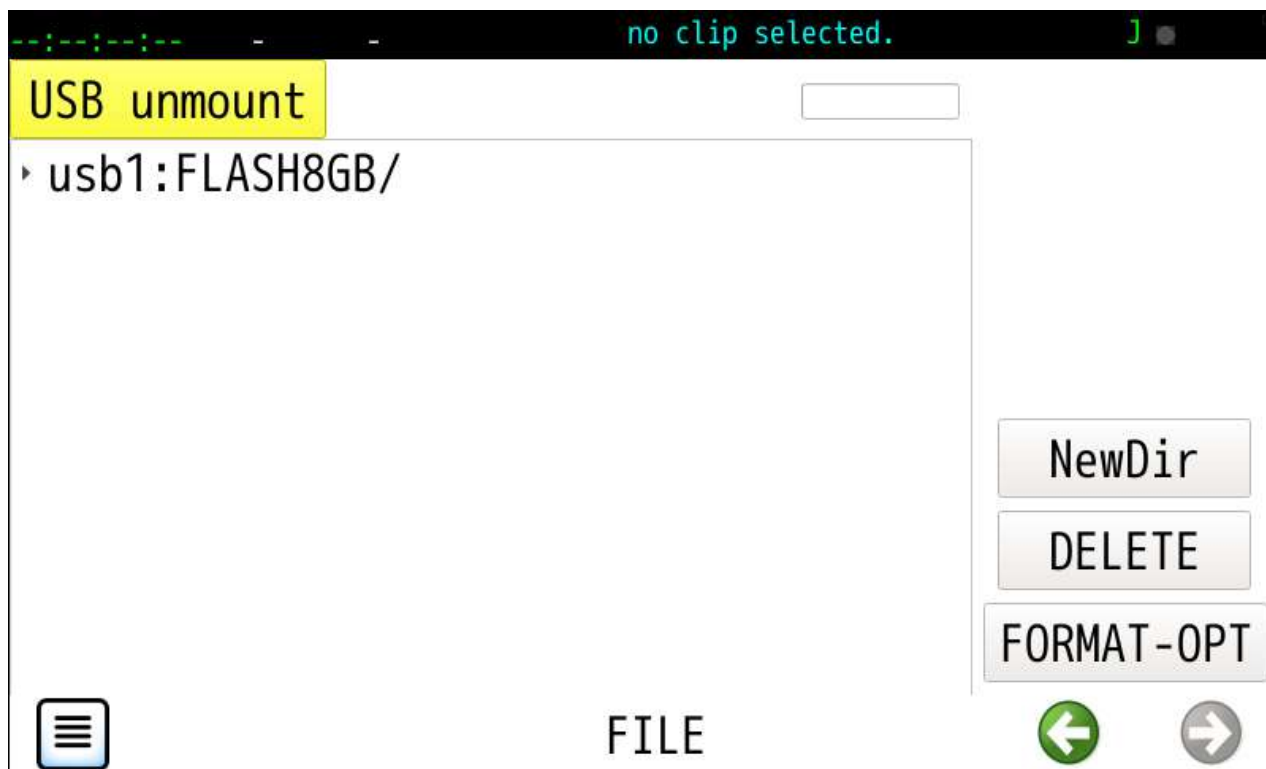 --:--:--:-- - - no clip selected. J
USB unmount
usb1:FLASH8GB/
NewDir
DELETE
FORMAT-OPT
FILE